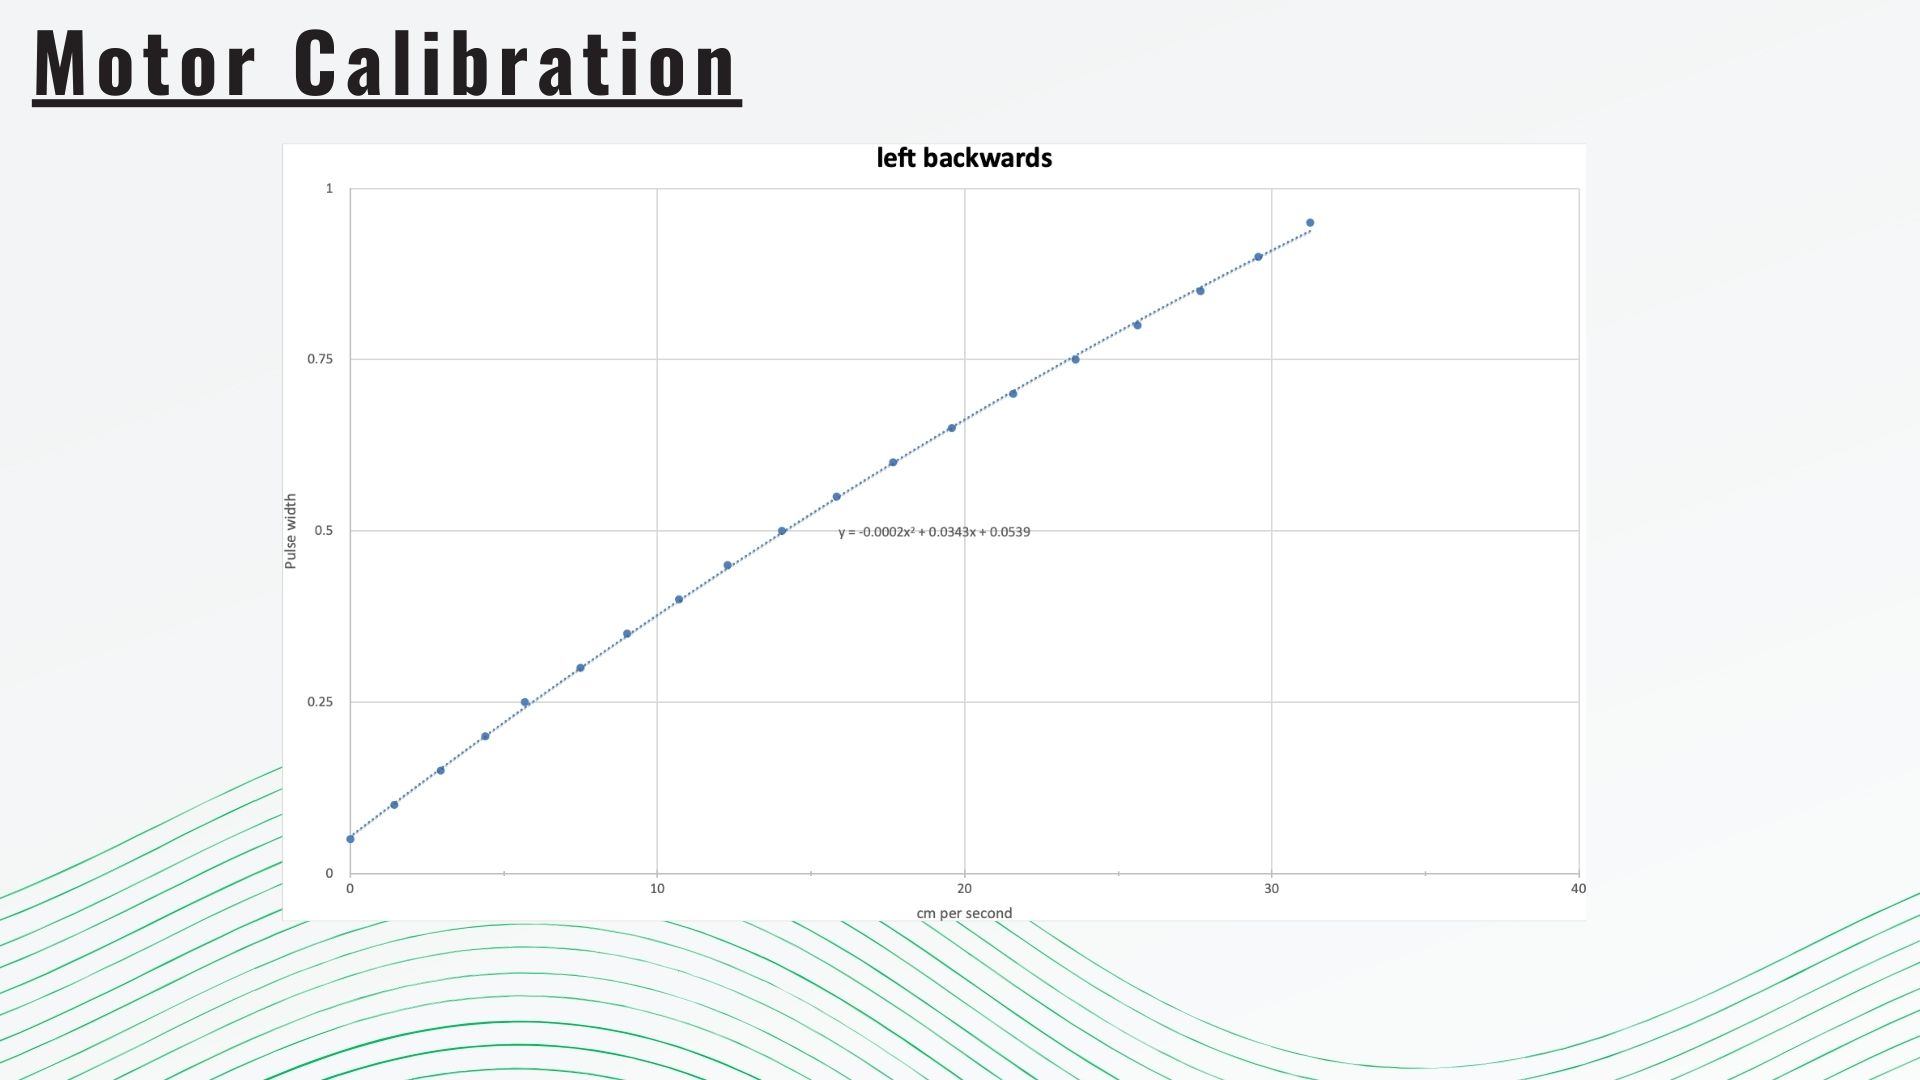 Motor Calibration
left backwards
1
0.75
0.5
0.25
0
Pulse width
y = -0.0002x² + 0.0343x + 0.0539
0 10 20 30 40
cm per second